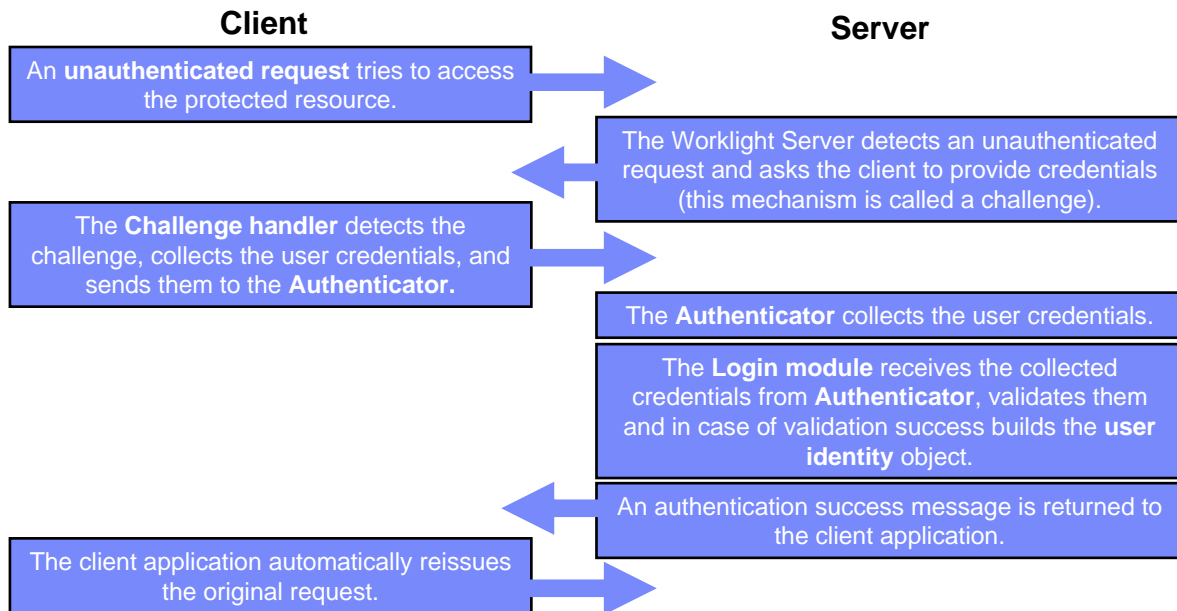 Client
Server
An unauthenticated request tries to access
the protected resource.
The Worklight Server detects an unauthenticated
request and asks the client to provide credentials
(this mechanism is called a challenge).
The Challenge handler detects the
challenge, collects the user credentials, and
sends them to the Authenticator.
The Authenticator collects the user credentials.
The Login module receives the collected
credentials from Authenticator, validates them
and in case of validation success builds the user
identity object.
An authentication success message is returned to
the client application.
The client application automatically reissues
the original request.